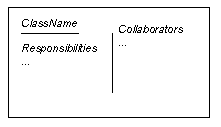 ClassName
Responsibilities
...
Collaborators
...